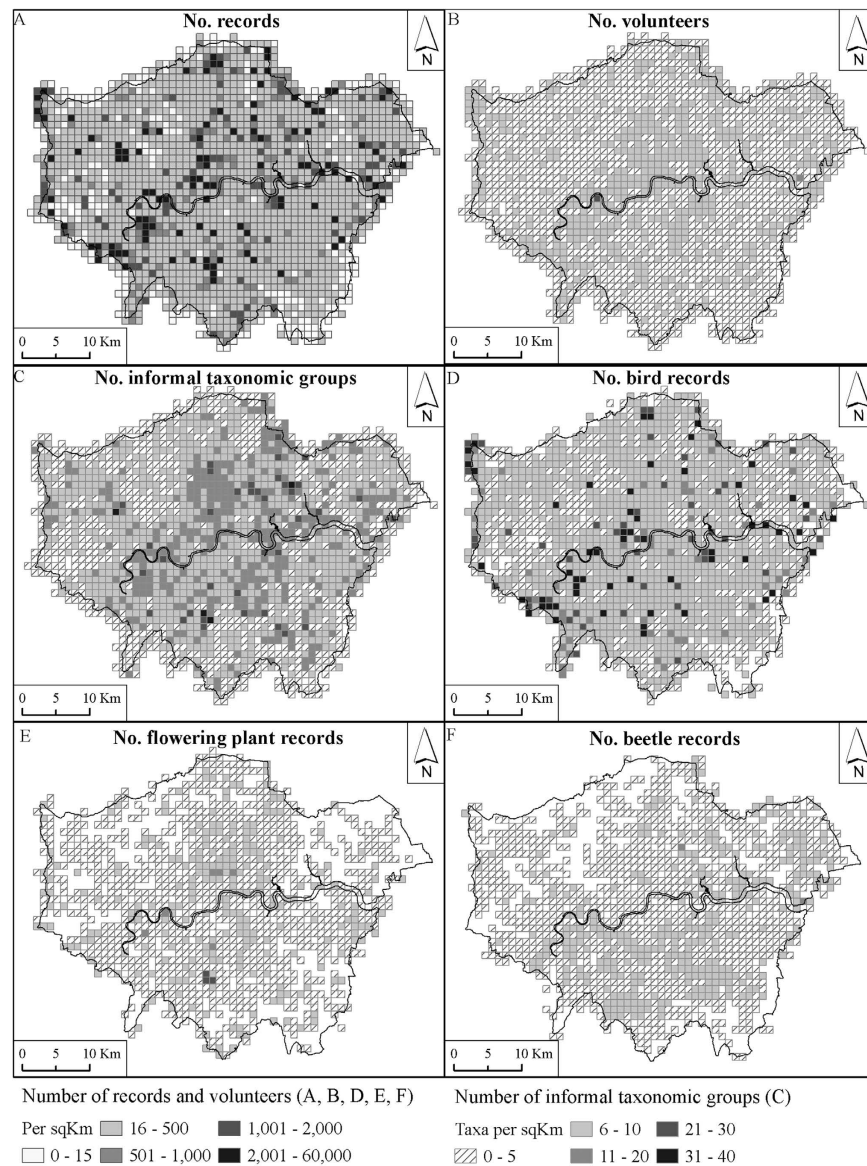 A No. records N
0 5 10 Km
B No. volunteers N
0 5 10 Km
C No. informal taxonomic groups N
0 5 10 Km
D No. bird records N
0 5 10 Km
E No. flowering plant records N
0 5 10 Km
F No. beetle records N
0 5 10 Km
Number of records and volunteers (A, B, D, E, F)
Per sqKm 16 - 500 1,001 - 2,000
0 - 15 501 - 1,000 2,001 - 60,000
Number of informal taxonomic groups (C)
Taxa per sqKm 6 - 10 21 - 30
0 - 5 11 - 20 31 - 40